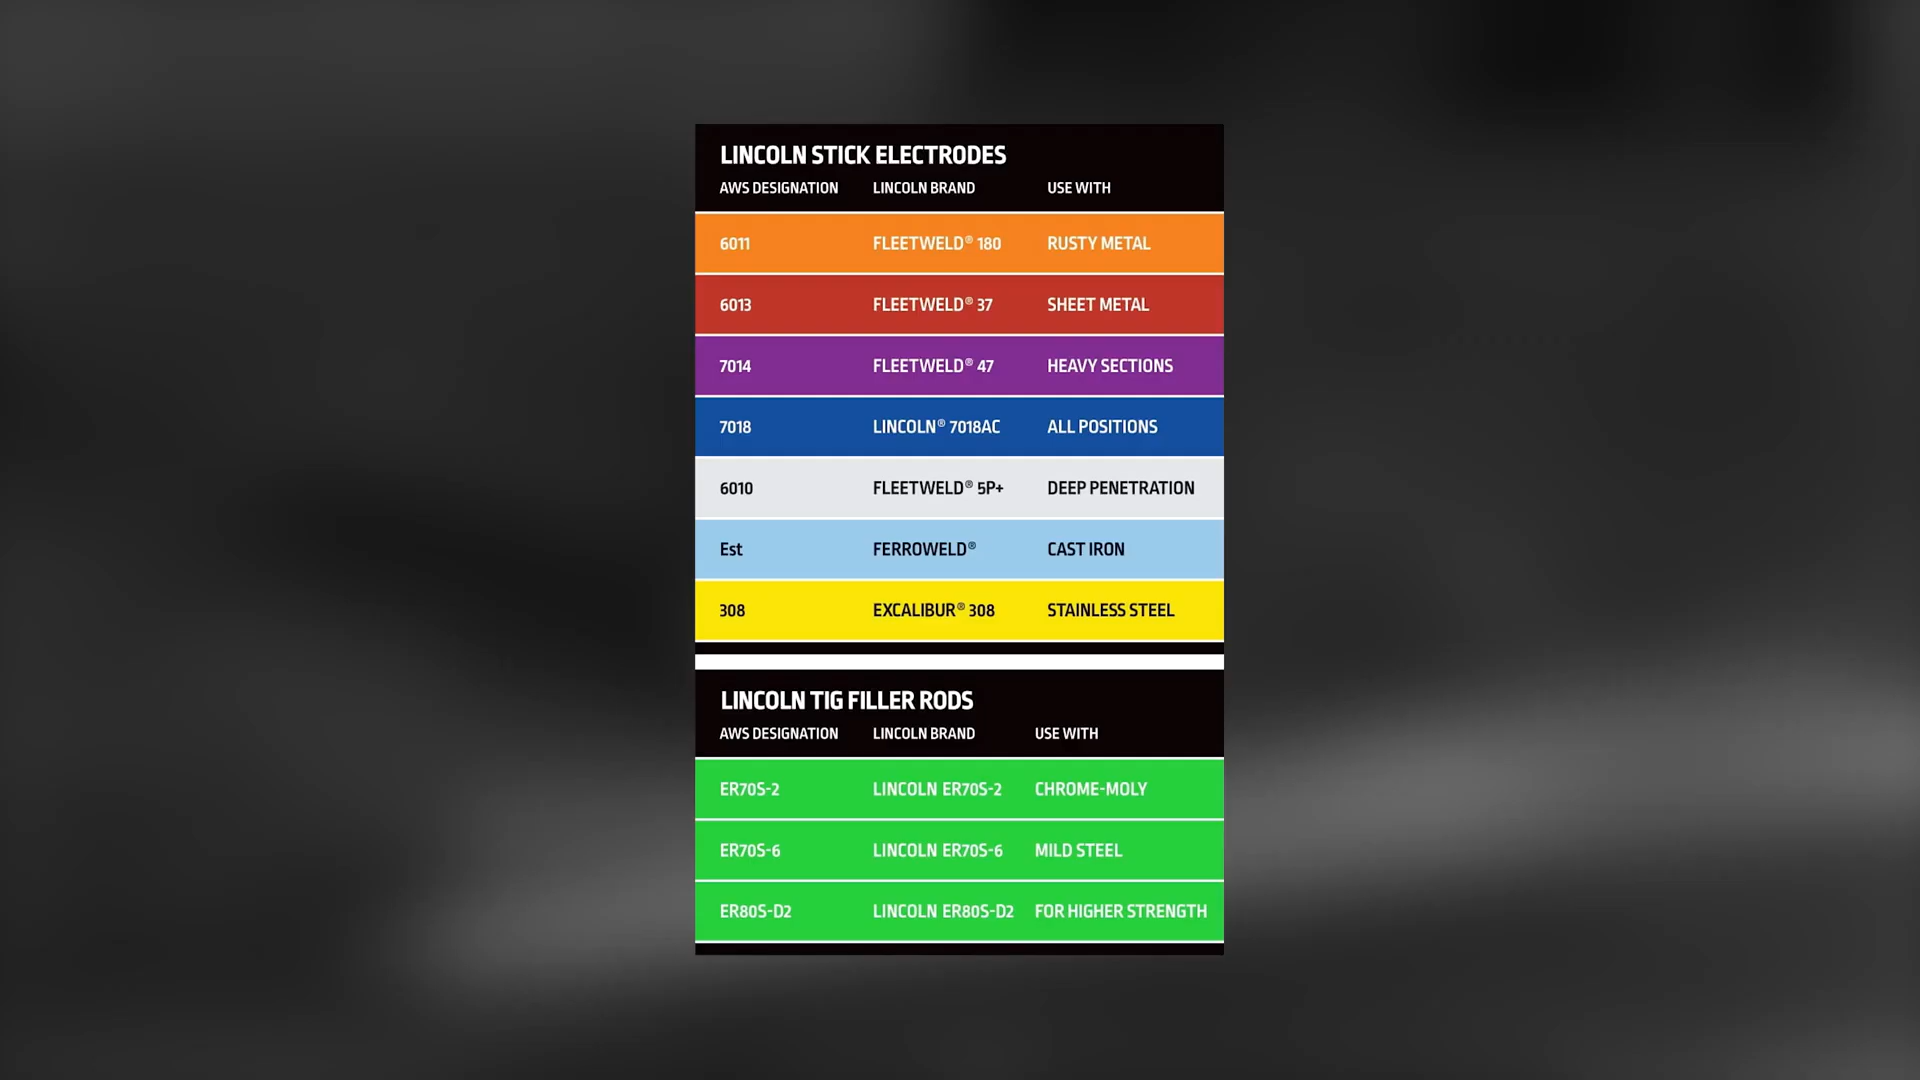 LINCOLN STICK ELECTRODES
AWS DESIGNATION LINCOLN BRAND USE WITH
6011 FLEETWELD® 180 RUSTY METAL
6013 FLEETWELD® 37 SHEET METAL
7014 FLEETWELD® 47 HEAVY SECTIONS
7018 LINCOLN® 7018AC ALL POSITIONS
6010 FLEETWELD® 5P+ DEEP PENETRATION
Est FERROWELD® CAST IRON
308 EXCALIBUR® 308 STAINLESS STEEL
LINCOLN TIG FILLER RODS
AWS DESIGNATION LINCOLN BRAND USE WITH
ER70S-2 LINCOLN ER70S-2 CHROME-MOLY
ER70S-6 LINCOLN ER70S-6 MILD STEEL
ER80S-D2 LINCOLN ER80S-D2 FOR HIGHER STRENGTH